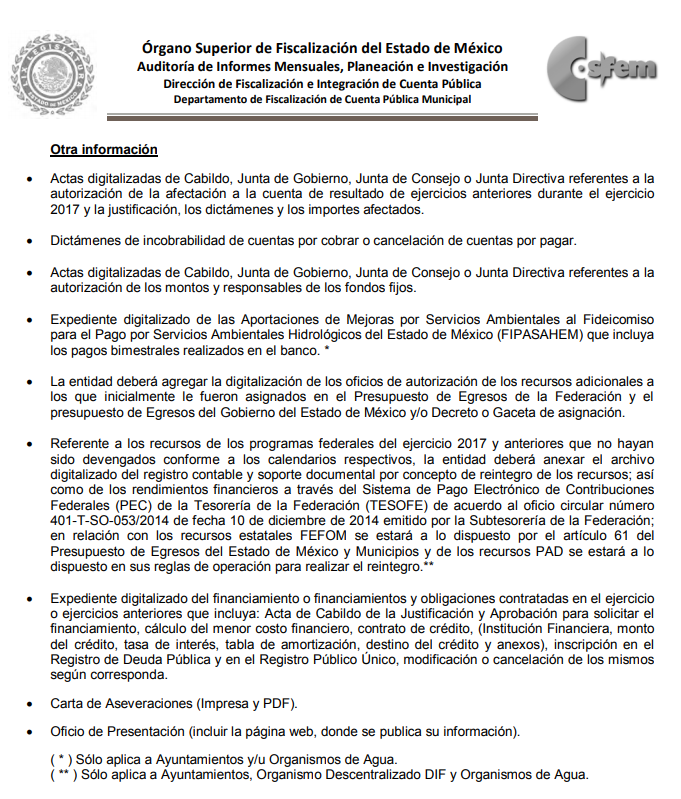 Órgano Superior de Fiscalización del Estado de México
Auditoría de Informes Mensuales, Planeación e Investigación
Dirección de Fiscalización e Integración de Cuenta Pública
Departamento de Fiscalización de Cuenta Pública Municipal
osfem
Otra información
• Actas digitalizadas de Cabildo, Junta de Gobierno, Junta de Consejo o Junta Directiva referentes a la
autorización de la afectación a la cuenta de resultado de ejercicios anteriores durante el ejercicio
2017 y la justificación, los dictámenes y los importes afectados.
• Dictámenes de incobrabilidad de cuentas por cobrar o cancelación de cuentas por pagar.
• Actas digitalizadas de Cabildo, Junta de Gobierno, Junta de Consejo o Junta Directiva referentes a la
autorización de los montos y responsables de los fondos fijos.
• Expediente digitalizado de las Aportaciones de Mejoras por Servicios Ambientales al Fideicomiso
para el Pago por Servicios Ambientales Hidrológicos del Estado de México (FIPASAHEM) que incluya
los pagos bimestrales realizados en el banco. *
• La entidad deberá agregar la digitalización de los oficios de autorización de los recursos adicionales a
los que inicialmente le fueron asignados en el Presupuesto de Egresos de la Federación y el
presupuesto de Egresos del Gobierno del Estado de México y/o Decreto o Gaceta de asignación.
• Referente a los recursos de los programas federales del ejercicio 2017 y anteriores que no hayan
sido devengados conforme a los calendarios respectivos, la entidad deberá anexar el archivo
digitalizado del registro contable y soporte documental por concepto de reintegro de los recursos; así
como de los rendimientos financieros a través del Sistema de Pago Electrónico de Contribuciones
Federales (PEC) de la Tesorería de la Federación (TESOFE) de acuerdo al oficio circular número
401-T-SO-053/2014 de fecha 10 de diciembre de 2014 emitido por la Subtesorería de la Federación;
en relación con los recursos estatales FEFOM se estará a lo dispuesto por el artículo 61 del
Presupuesto de Egresos del Estado de México y Municipios y de los recursos PAD se estará a lo
dispuesto en sus reglas de operación para realizar el reintegro.**
• Expediente digitalizado del financiamiento o financiamientos y obligaciones contratadas en el ejercicio
o ejercicios anteriores que incluya: Acta de Cabildo de la Justificación y Aprobación para solicitar el
financiamiento, cálculo del menor costo financiero, contrato de crédito, (Institución Financiera, monto
del crédito, tasa de interés, tabla de amortización, destino del crédito y anexos), inscripción en el
Registro de Deuda Pública y en el Registro Público Único, modificación o cancelación de los mismos
según corresponda.
• Carta de Aseveraciones (Impresa y PDF).
• Oficio de Presentación (incluir la página web, donde se publica su información).
( * ) Sólo aplica a Ayuntamientos y/u Organismos de Agua.
( ** ) Sólo aplica a Ayuntamientos, Organismo Descentralizado DIF y Organismos de Agua.